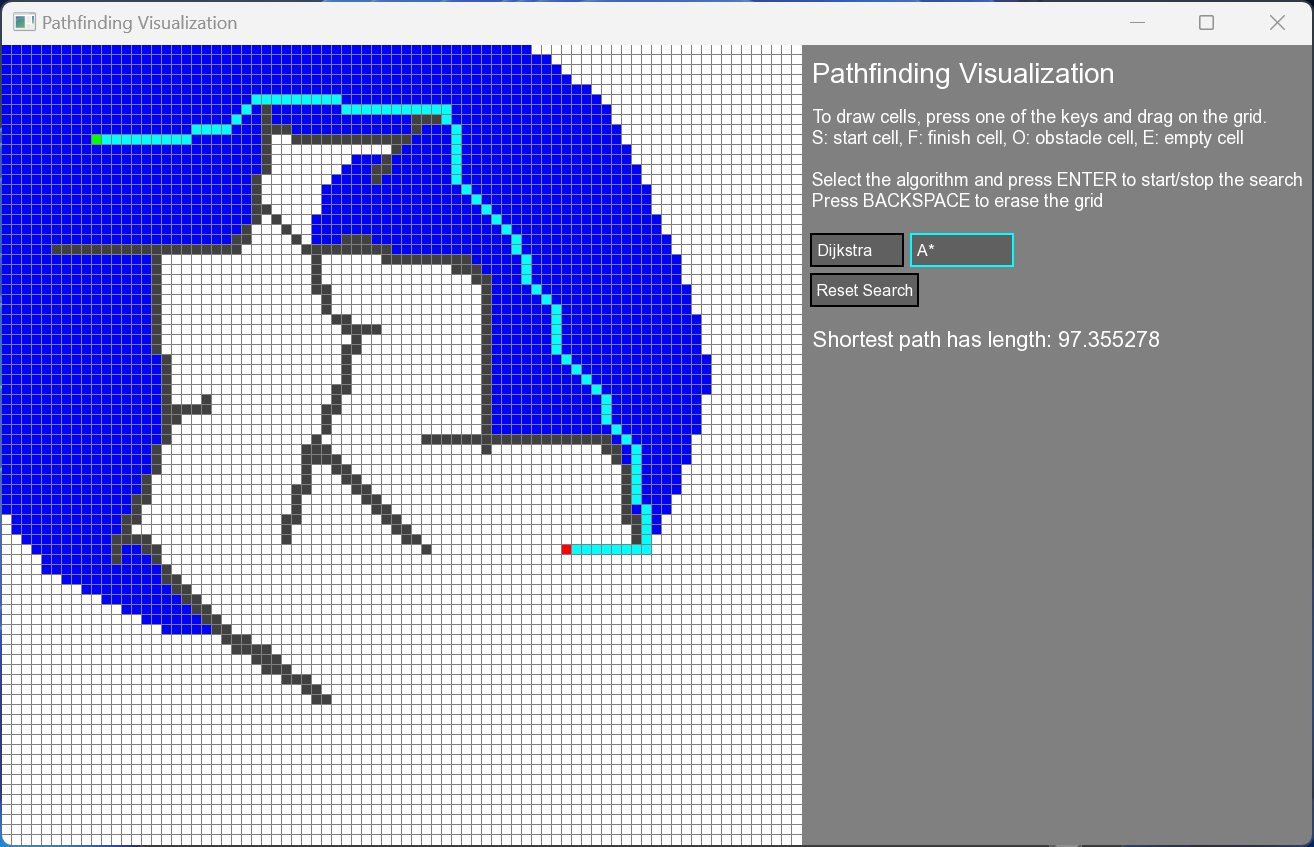 Pathfinding Visualization
Pathfinding Visualization
To draw cells, press one of the keys and drag on the grid.
S: start cell, F: finish cell, O: obstacle cell, E: empty cell
Select the algorithm and press ENTER to start/stop the search
Press BACKSPACE to erase the grid
Dijkstra A*
Reset Search
Shortest path has length: 97.355278